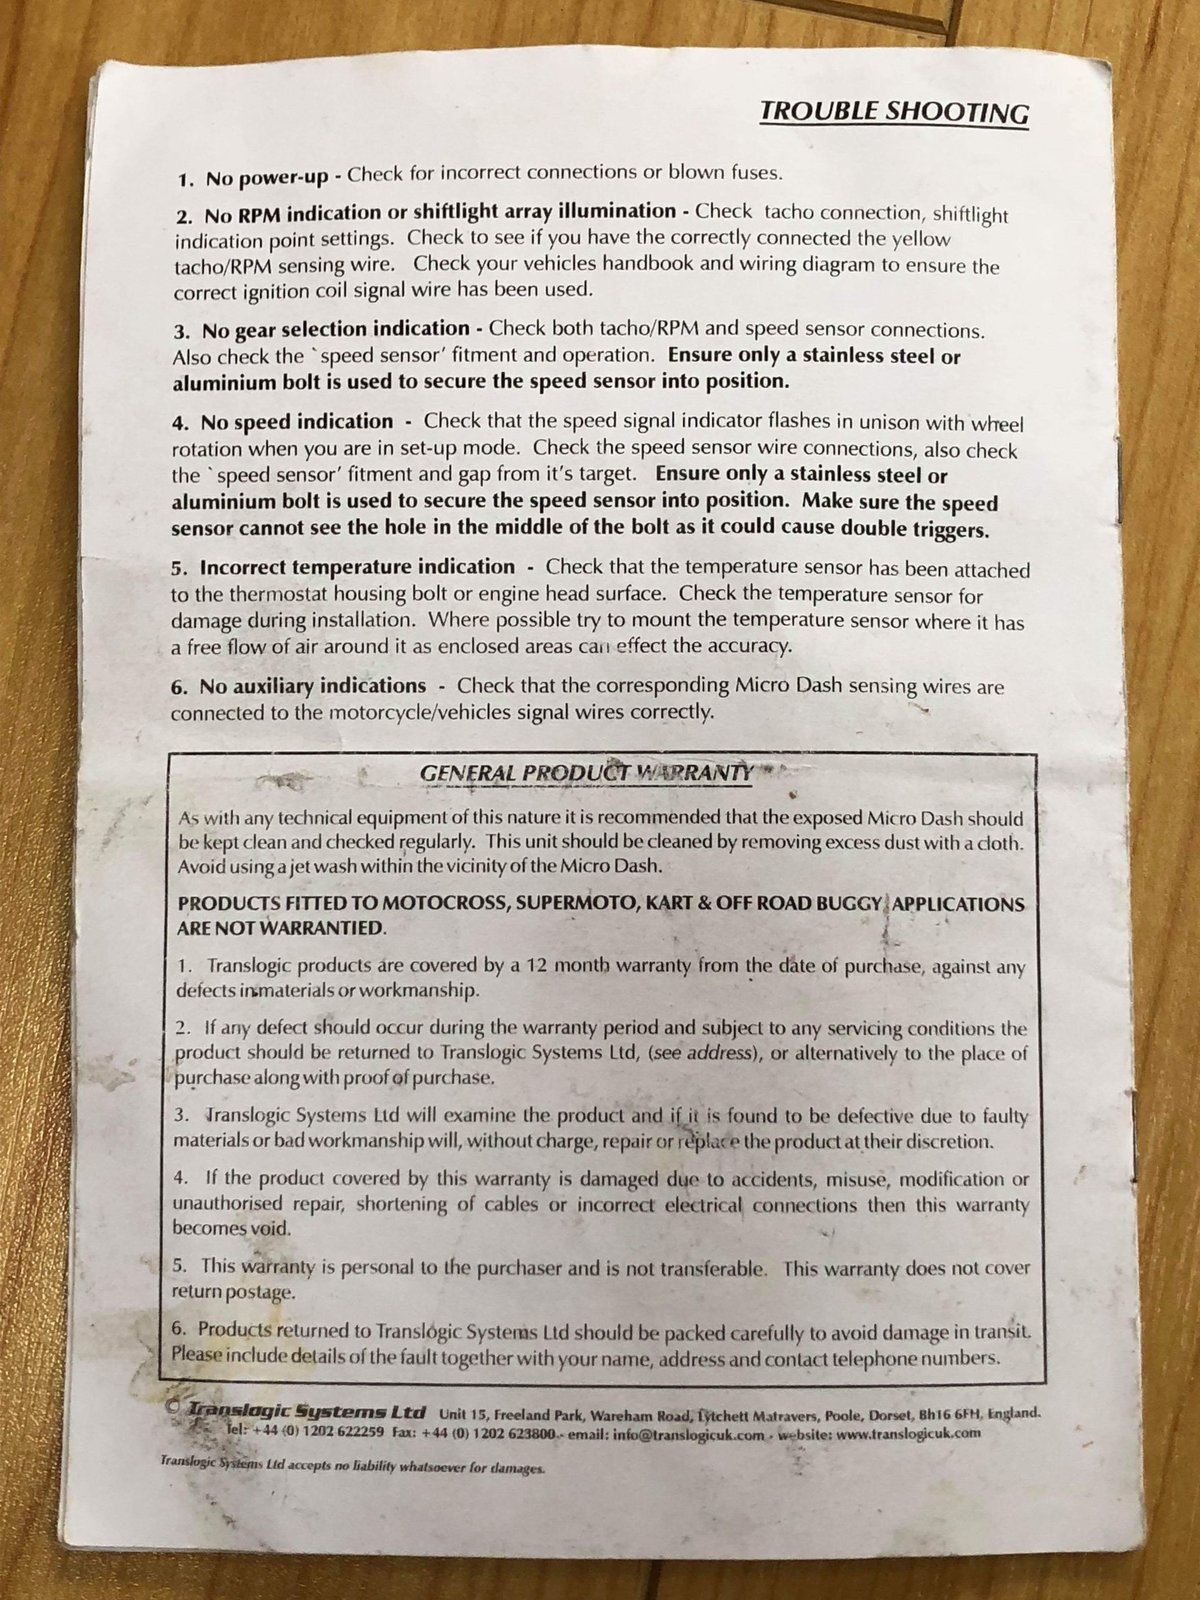 TROUBLE SHOOTING
1. No power-up - Check for incorrect connections or blown fuses.
2. No RPM indication or shiftlight array illumination - Check tacho connection, shiftlight
indication point settings. Check to see if you have the correctly connected the yellow
tacho/RPM sensing wire. Check your vehicles handbook and wiring diagram to ensure the
correct ignition coil signal wire has been used.
3. No gear selection indication - Check both tacho/RPM and speed sensor connections.
Also check the `speed sensor' fitment and operation. Ensure only a stainless steel or
aluminium bolt is used to secure the speed sensor into position.
4. No speed indication - Check that the speed signal indicator flashes in unison with wheel
rotation when you are in set-up mode. Check the speed sensor wire connections, also check
the `speed sensor' fitment and gap from it's target. Ensure only a stainless steel or
aluminium bolt is used to secure the speed sensor into position. Make sure the speed
sensor cannot see the hole in the middle of the bolt as it could cause double triggers.
5. Incorrect temperature indication - Check that the temperature sensor has been attached
to the thermostat housing bolt or engine head surface. Check the temperature sensor for
damage during installation. Where possible try to mount the temperature sensor where it has
a free flow of air around it as enclosed areas can effect the accuracy.
6. No auxiliary indications - Check that the corresponding Micro Dash sensing wires are
connected to the motorcycle/vehicles signal wires correctly.
GENERAL PRODUCT WARRANTY
As with any technical equipment of this nature it is recommended that the exposed Micro Dash should
be kept clean and checked regularly. This unit should be cleaned by removing excess dust with a cloth.
Avoid using a jet wash within the vicinity of the Micro Dash.
PRODUCTS FITTED TO MOTOCROSS, SUPERMOTO, KART & OFF ROAD BUGGY APPLICATIONS
ARE NOT WARRANTIED.
1. Translogic products are covered by a 12 month warranty from the date of purchase, against any
defects in materials or workmanship.
2. If any defect should occur during the warranty period and subject to any servicing conditions the
product should be returned to Translogic Systems Ltd, (see address), or alternatively to the place of
purchase along with proof of purchase.
3. Translogic Systems Ltd will examine the product and if it is found to be defective due to faulty
materials or bad workmanship will, without charge, repair or replace the product at their discretion.
4. If the product covered by this warranty is damaged due to accidents, misuse, modification or
unauthorised repair, shortening of cables or incorrect electrical connections then this warranty
becomes void.
5. This warranty is personal to the purchaser and is not transferable. This warranty does not cover
return postage.
6. Products returned to Translogic Systems Ltd should be packed carefully to avoid damage in transit.
Please include details of the fault together with your name, address and contact telephone numbers.
© Translogic Systems Ltd Unit 15, Freeland Park, Wareham Road, Lytchett Matravers, Poole, Dorset, Bh16 6FH, England.
Tel: +44 (0) 1202 622259 Fax: +44 (0) 1202 623800 - email: info@translogicuk.com - website: www.translogicuk.com
Translogic Systems Ltd accepts no liability whatsoever for damages.